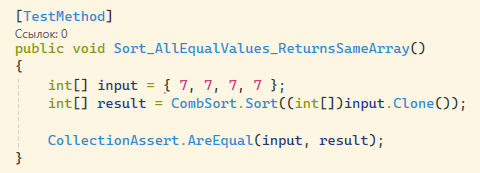 [TestMethod]
Ссылок: 0
public void Sort_AllEqualValues_ReturnsSameArray()
{
    int[] input = { 7, 7, 7, 7 };
    int[] result = CombSort.Sort((int[])input.Clone());
    CollectionAssert.AreEqual(input, result);
}